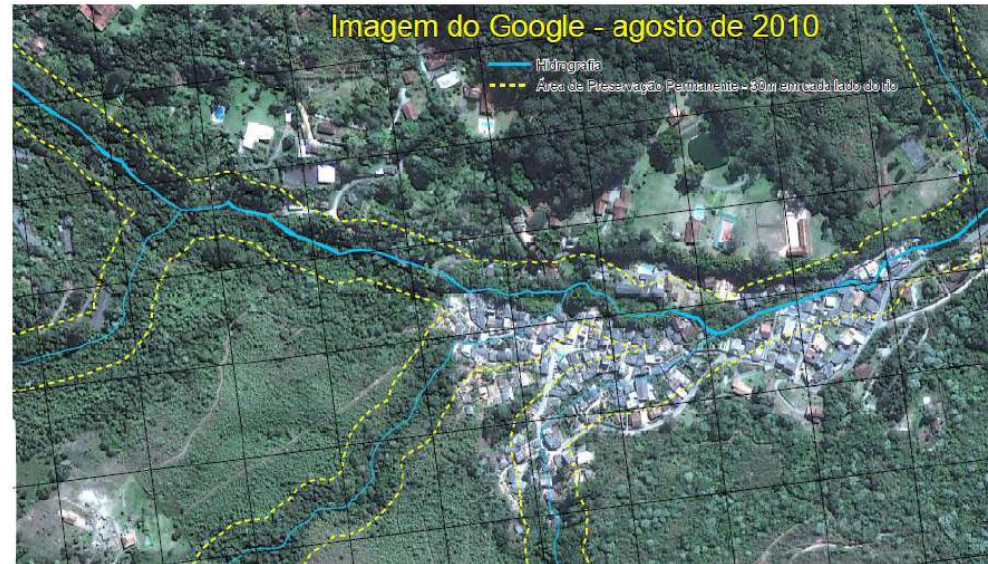 Imagem do Google - agosto de 2010
Hidrografia
Área de Preservação Permanente - 30m em cada lado do rio